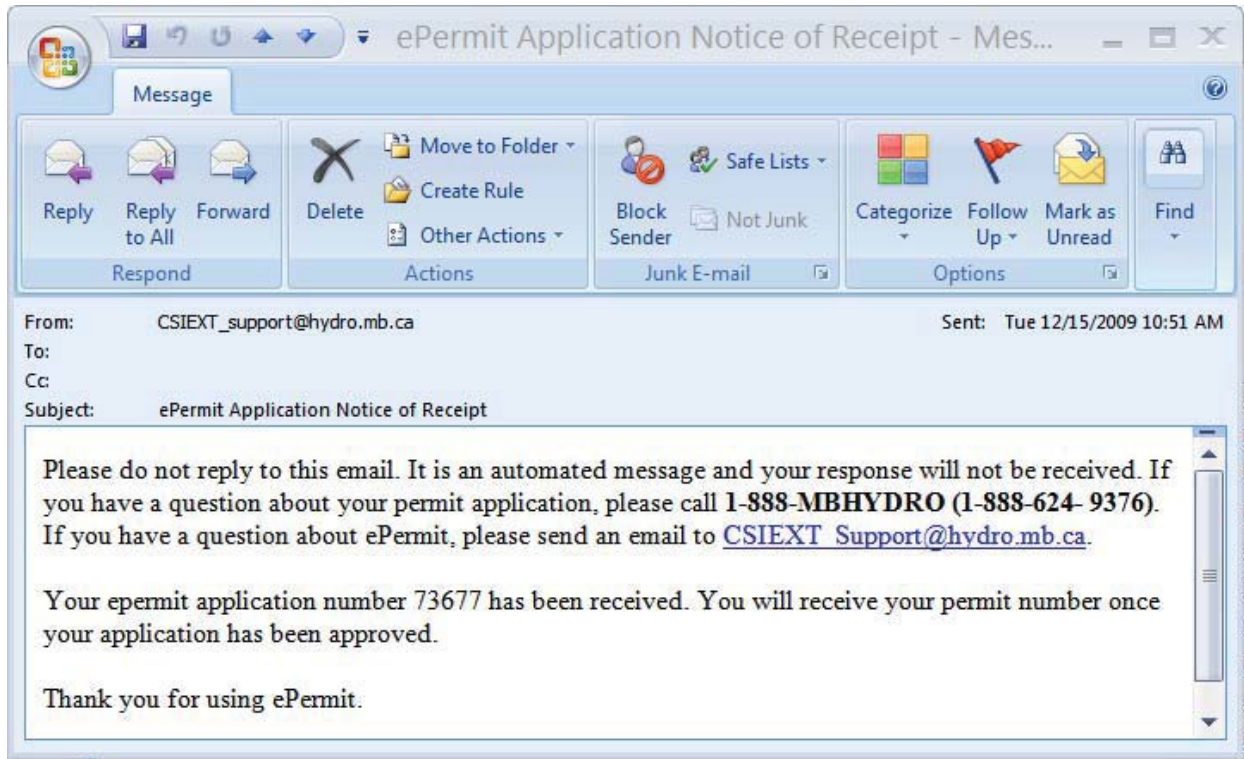 ePermit Application Notice of Receipt - Mes...
Message
Reply
Reply to All
Forward
Respond
Delete
Move to Folder
Create Rule
Other Actions
Actions
Block Sender
Safe Lists
Not Junk
Junk E-mail
Categorize
Follow Up
Mark as Unread
Options
Find
From: CSIEXT_support@hydro.mb.ca Sent: Tue 12/15/2009 10:51 AM
To:
Cc:
Subject: ePermit Application Notice of Receipt
Please do not reply to this email. It is an automated message and your response will not be received. If
you have a question about your permit application, please call 1-888-MBHYDRO (1-888-624- 9376).
If you have a question about ePermit, please send an email to CSIEXT_Support@hydro.mb.ca.
Your epermit application number 73677 has been received. You will receive your permit number once
your application has been approved.
Thank you for using ePermit.